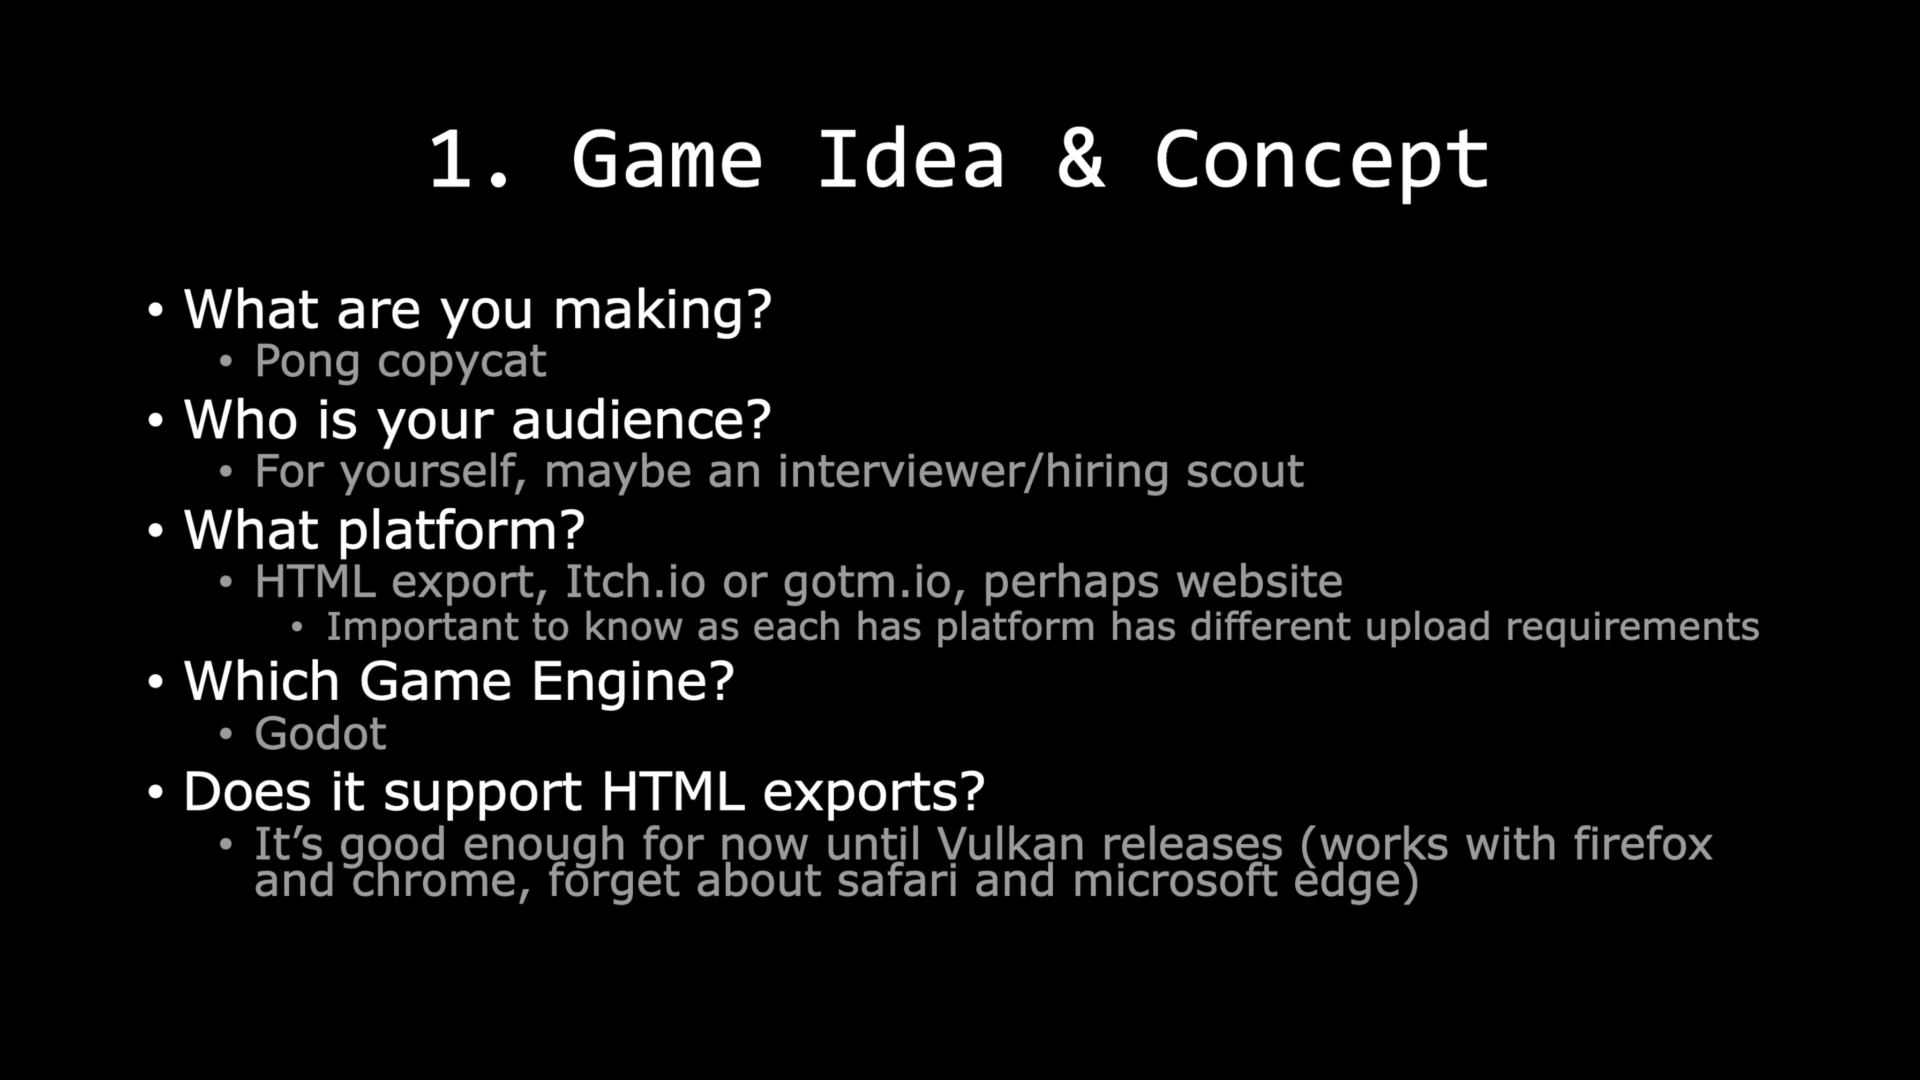 1. Game Idea & Concept
• What are you making?
• Pong copycat
• Who is your audience?
• For yourself, maybe an interviewer/hiring scout
• What platform?
• HTML export, Itch.io or gotm.io, perhaps website
• Important to know as each has platform has different upload requirements
• Which Game Engine?
• Godot
• Does it support HTML exports?
• It’s good enough for now until Vulkan releases (works with firefox
and chrome, forget about safari and microsoft edge)